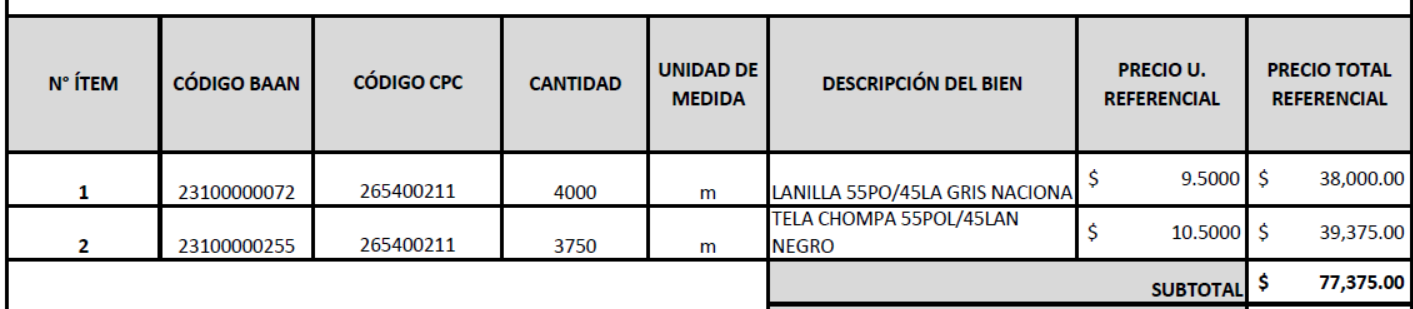 N° ÍTEM CÓDIGO BAAN CÓDIGO CPC CANTIDAD UNIDAD DE MEDIDA DESCRIPCIÓN DEL BIEN PRECIO U. REFERENCIAL PRECIO TOTAL REFERENCIAL
1 23100000072 265400211 4000 m LANILLA 55PO/45LA GRIS NACIONA $ 9.5000 $ 38,000.00
2 23100000255 265400211 3750 m TELA CHOMPA 55POL/45LAN NEGRO $ 10.5000 $ 39,375.00
SUBTOTAL $ 77,375.00